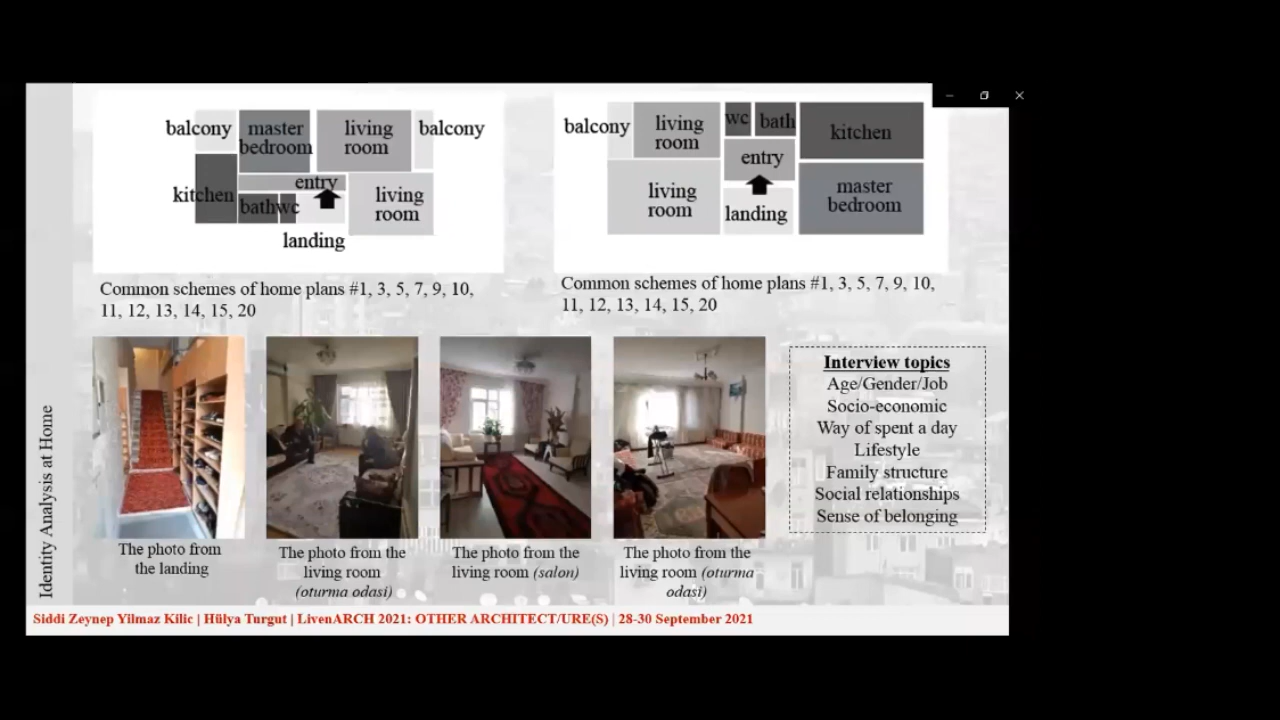 balcony
master
bedroom
living
room
balcony
kitchen
entry
bath
wc
living
room
landing
balcony
living
room
wc
bath
kitchen
entry
living
room
landing
master
bedroom
Common schemes of home plans #1, 3, 5, 7, 9, 10,
11, 12, 13, 14, 15, 20
Common schemes of home plans #1, 3, 5, 7, 9, 10,
11, 12, 13, 14, 15, 20
Identity Analysis at Home
The photo from
the landing
The photo from the
living room
(oturma odasi)
The photo from the
living room (salon)
The photo from the
living room (oturma
odasi)
Interview topics
Age/Gender/Job
Socio-economic
Way of spent a day
Lifestyle
Family structure
Social relationships
Sense of belonging
Siddi Zeynep Yilmaz Kilic | Hülya Turgut | LivenARCH 2021: OTHER ARCHITECT/URE(S) | 28-30 September 2021